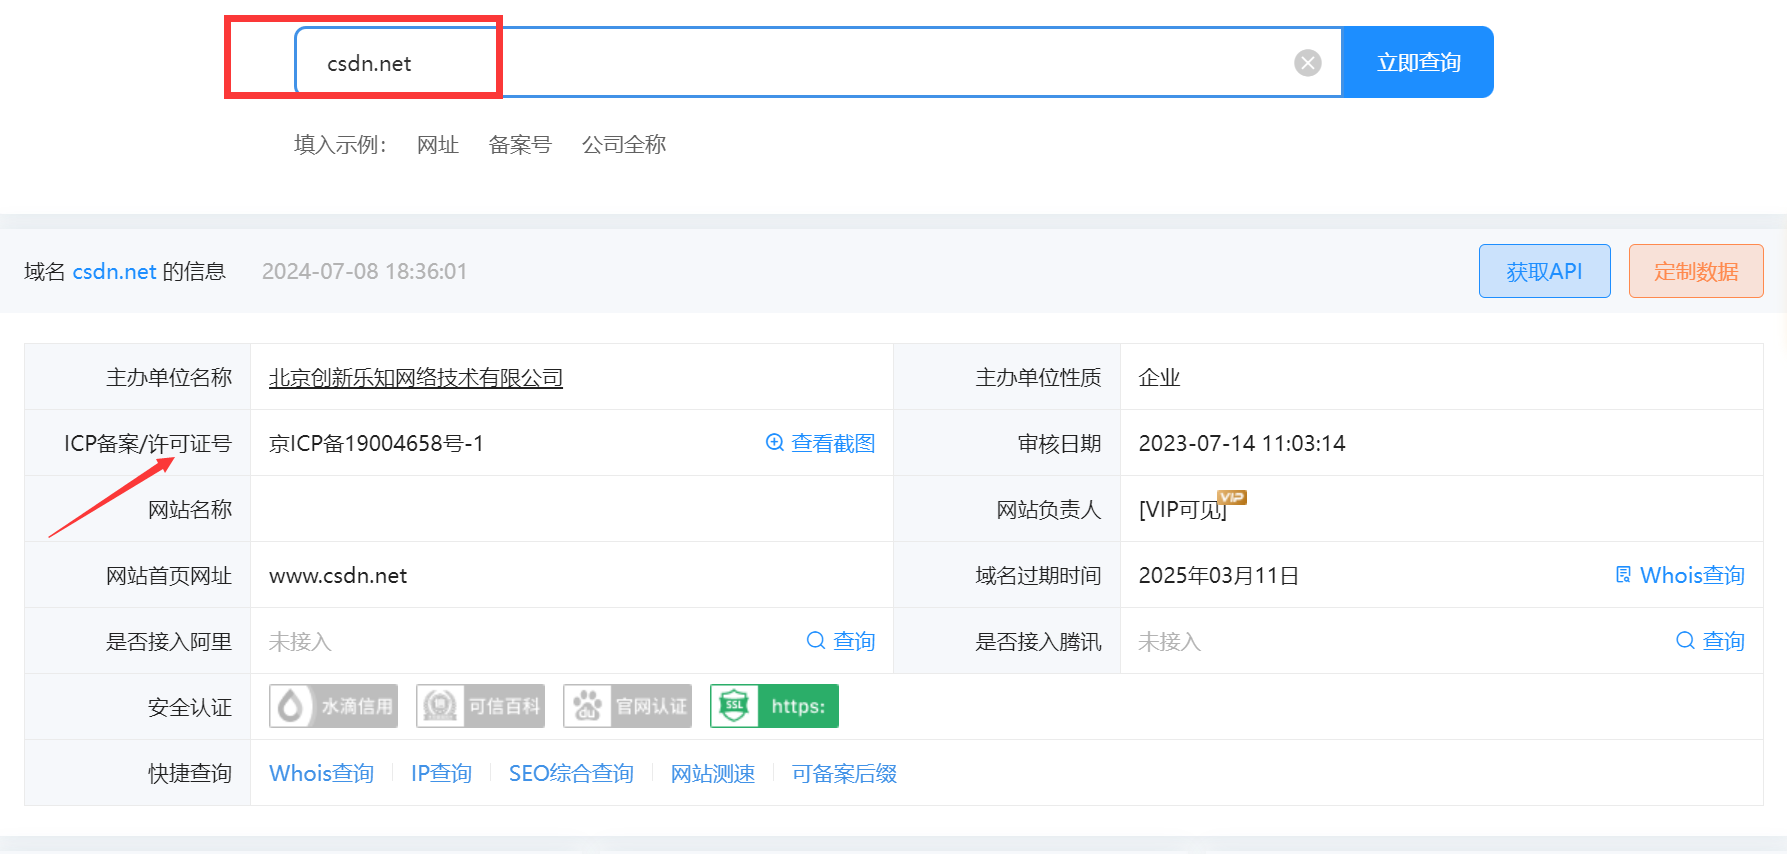 csdn.net
立即查询
填入示例： 网址 备案号 公司全称
域名 csdn.net 的信息 2024-07-08 18:36:01 获取API 定制数据
主办单位名称 北京创新乐知网络技术有限公司 主办单位性质 企业
ICP备案/许可证号 京ICP备19004658号-1 查看截图 审核日期 2023-07-14 11:03:14
网站名称 网站负责人 [VIP可见] VIP
网站首页网址 www.csdn.net 域名过期时间 2025年03月11日 Whois查询
是否接入阿里 未接入 查询 是否接入腾讯 未接入 查询
安全认证 水滴信用 可信百科 du 官网认证 SSL https:
快捷查询 Whois查询 IP查询 SEO综合查询 网站测速 可备案后缀